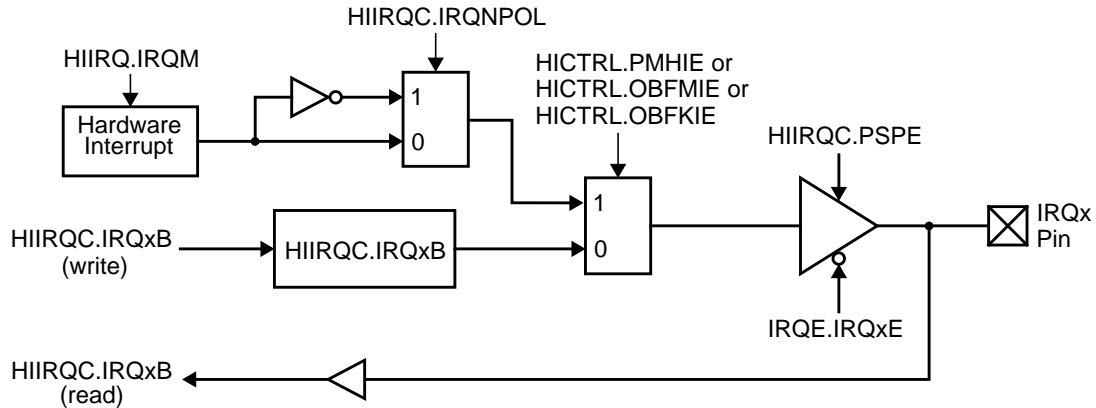 HIIRQC.IRQNPOL
HIIRQ.IRQM
Hardware
Interrupt
1
0
HICTRL.PMHIE or
HICTRL.OBFMIE or
HICTRL.OBFKIE
HIIRQC.PSPE
1
0
IRQx
Pin
HIIRQC.IRQxB
(write)
HIIRQC.IRQxB
IRQE.IRQxE
HIIRQC.IRQxB
(read)